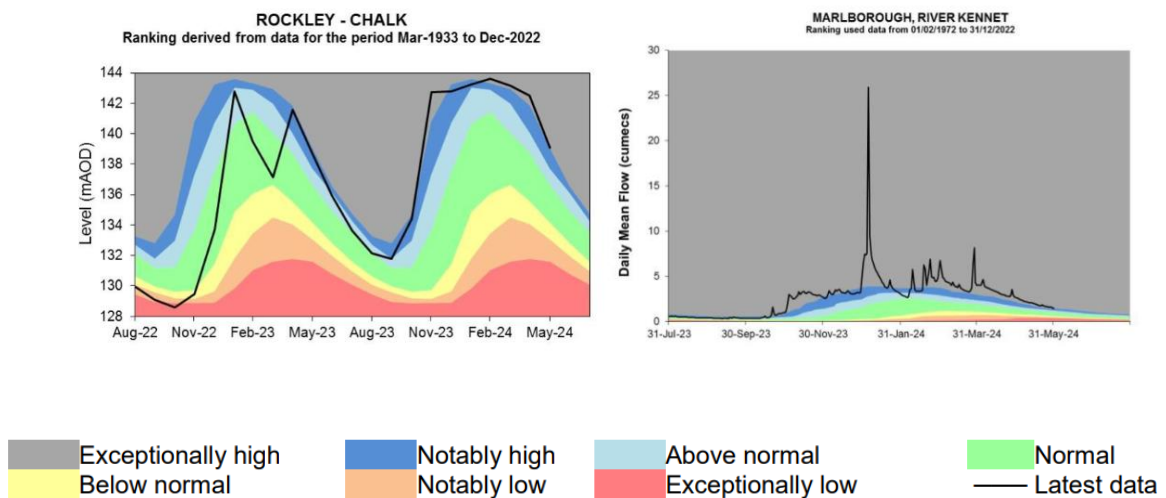 ROCKLEY - CHALK
Ranking derived from data for the period Mar-1933 to Dec-2022
Level (mAOD)
144
142
140
138
136
134
132
130
128
Aug-22 Nov-22 Feb-23 May-23 Aug-23 Nov-23 Feb-24 May-24
MARLBOROUGH, RIVER KENNET
Ranking used data from 01/02/1972 to 31/12/2022
Daily Mean Flow (cumecs)
30
25
20
15
10
5
0
31-Jul-23 30-Sep-23 30-Nov-23 31-Jan-24 31-Mar-24 31-May-24
Exceptionally high Notably high Above normal Normal
Below normal Notably low Exceptionally low Latest data